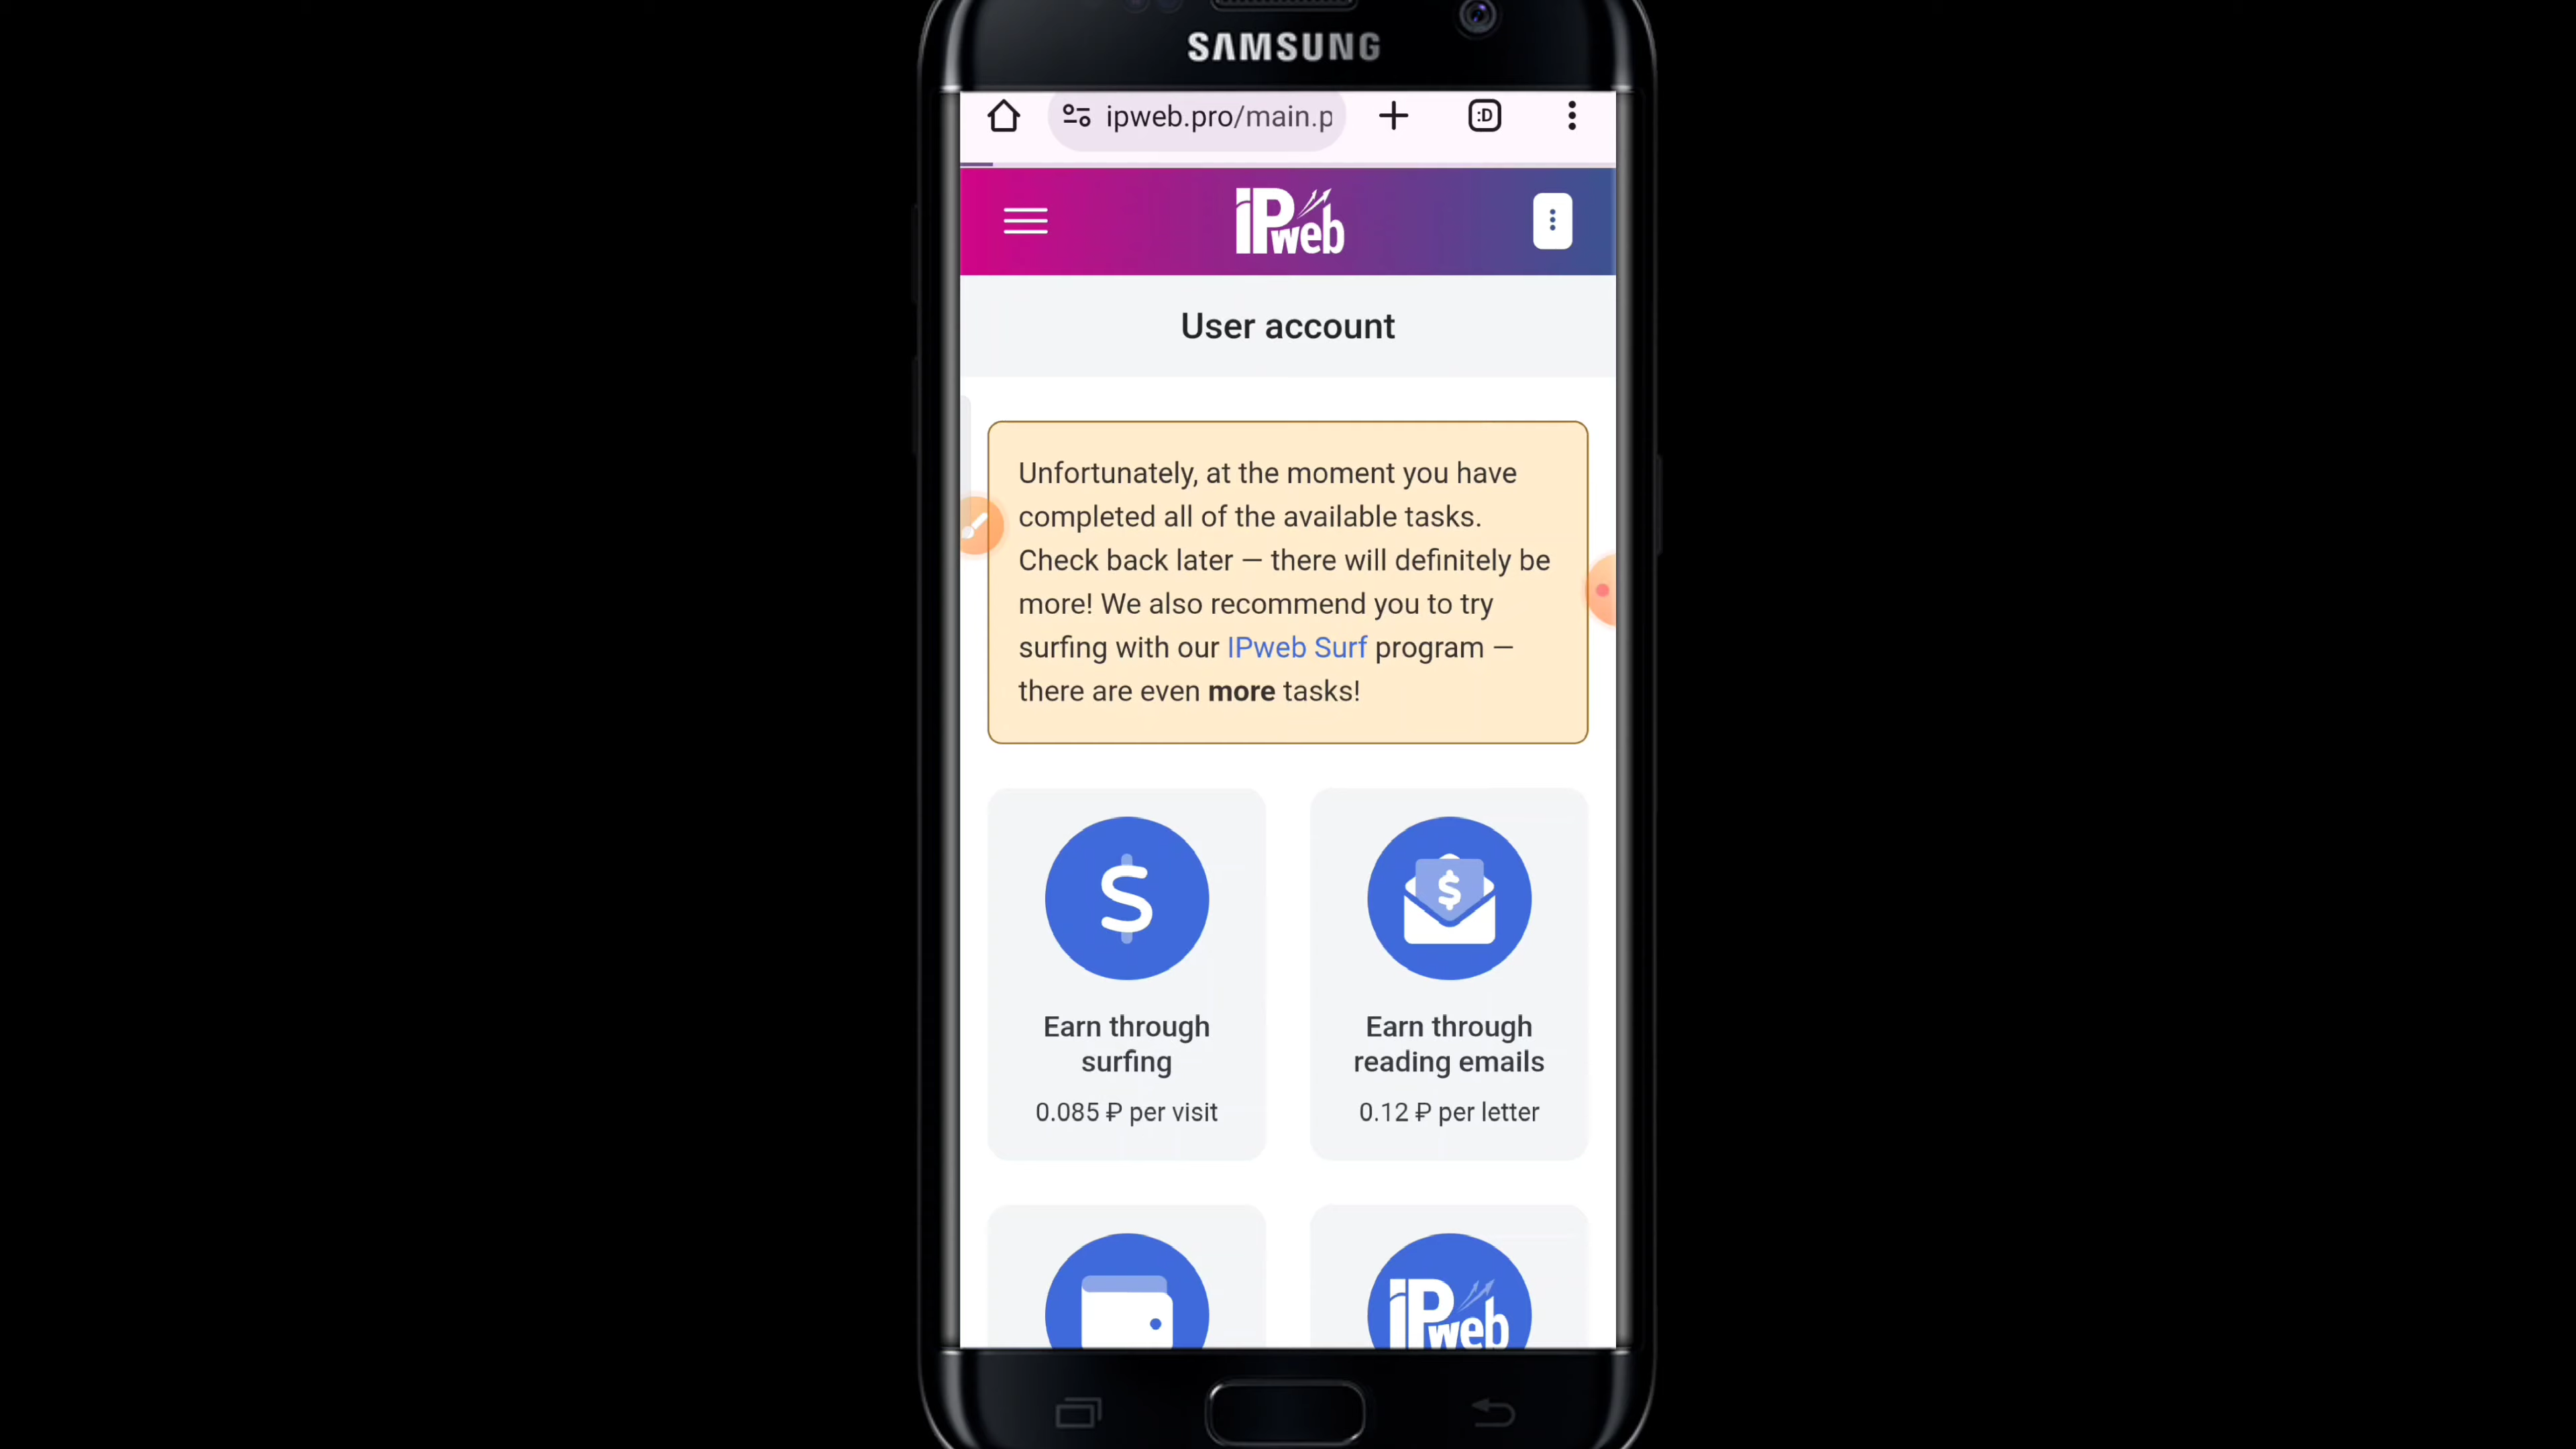 SAMSUNG
ipweb.pro/main.p
:D
iPweb
User account
Unfortunately, at the moment you have
completed all of the available tasks.
Check back later — there will definitely be
more! We also recommend you to try
surfing with our IPweb Surf program —
there are even more tasks!
Earn through
surfing
0.085 ₽ per visit
Earn through
reading emails
0.12 ₽ per letter
iPweb